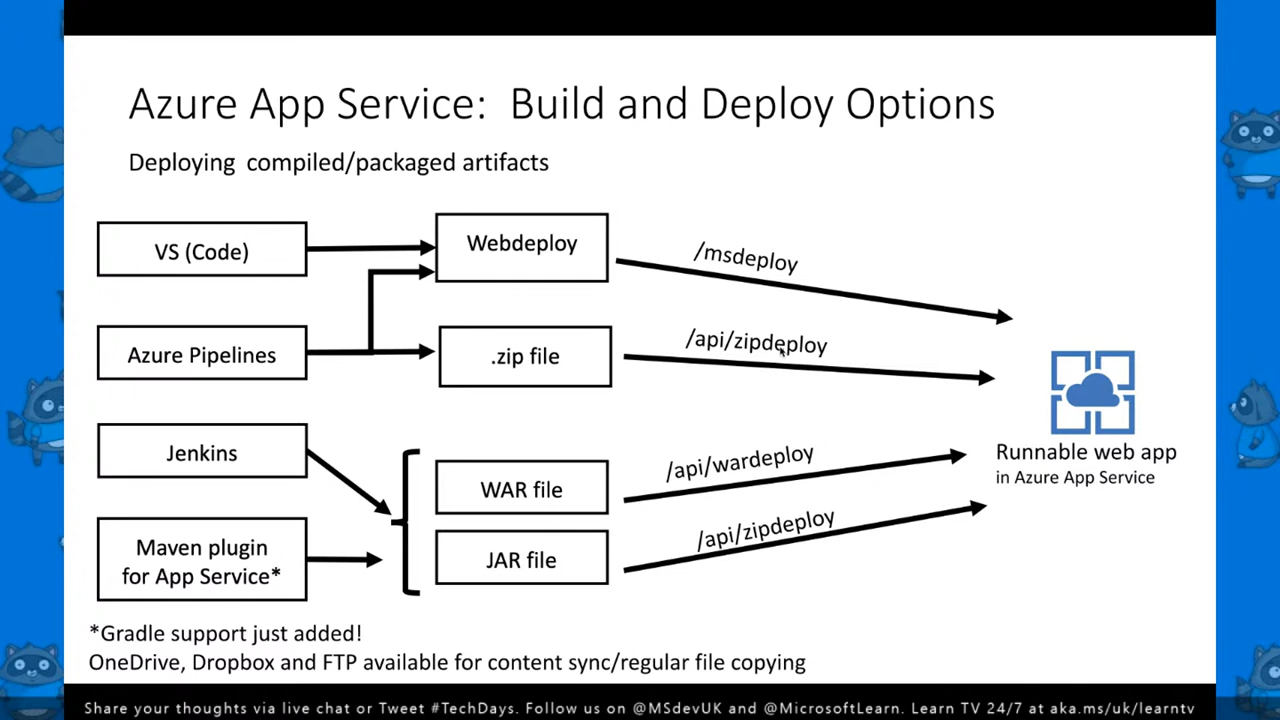 Azure App Service:  Build and Deploy Options
Deploying compiled/packaged artifacts
VS (Code)
Webdeploy
/msdeploy
Azure Pipelines
.zip file
/api/zipdeploy
Jenkins
Maven plugin
for App Service*
WAR file
/api/wardeploy
JAR file
/api/zipdeploy
Runnable web app
in Azure App Service
*Gradle support just added!
OneDrive, Dropbox and FTP available for content sync/regular file copying
Share your thoughts via live chat or Tweet #TechDays. Follow us on @MSdevUK and @MicrosoftLearn. Learn TV 24/7 at aka.ms/uk/learntv